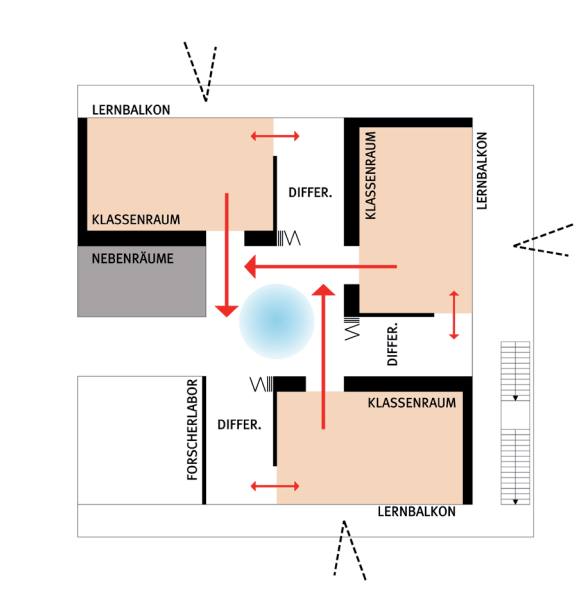 LERNBALKON
KLASSENRAUM
NEBENRÄUME
DIFFER.
KLASSENRAUM
LERNBALKON
DIFFER.
FORSCHERLABOR
DIFFER.
KLASSENRAUM
LERNBALKON